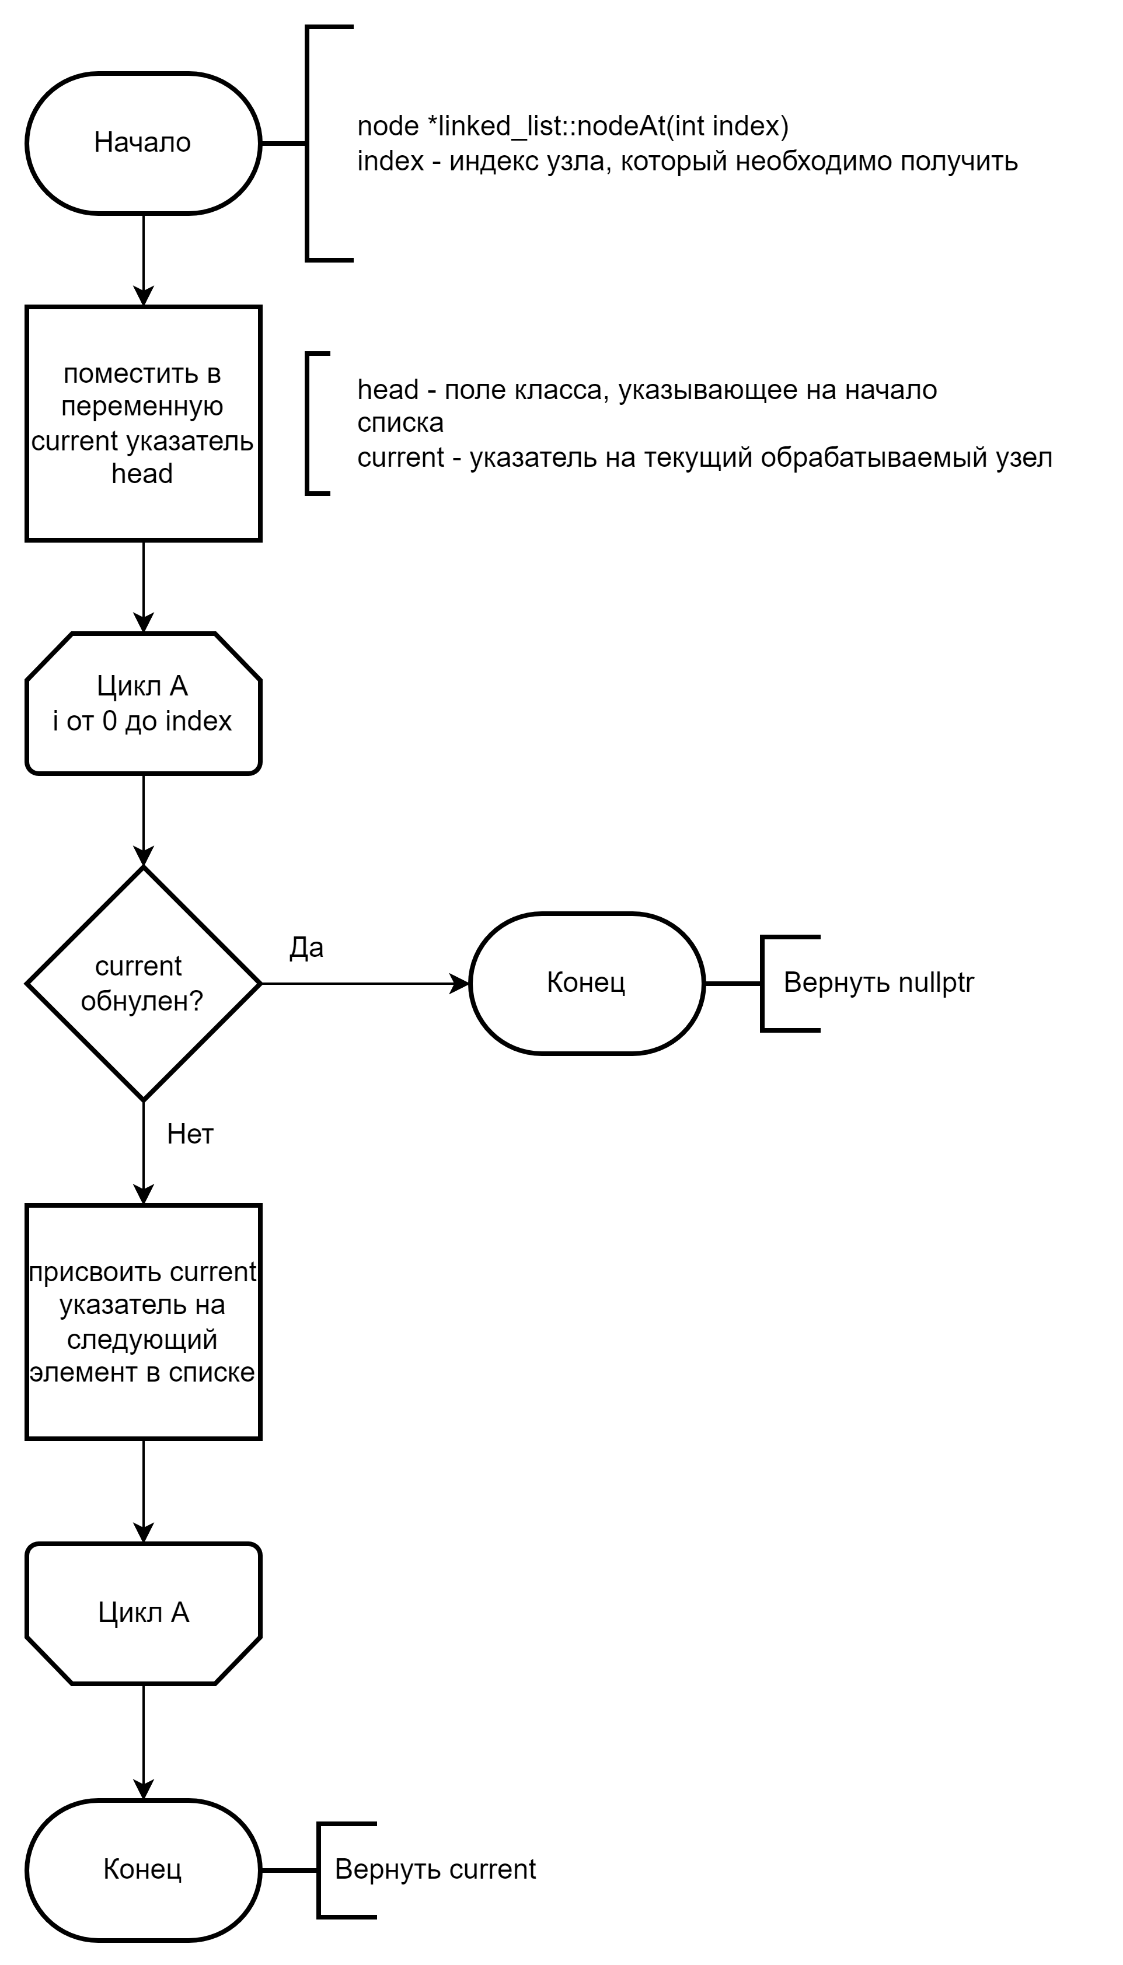 Начало
node *linked_list::nodeAt(int index)
index - индекс узла, который необходимо получить
поместить в
переменную
current указатель
head
head - поле класса, указывающее на начало
списка
current - указатель на текущий обрабатываемый узел
Цикл А
i от 0 до index
current
обнулен?
Да
Конец
Вернуть nullptr
Нет
присвоить current
указатель на
следующий
элемент в списке
Цикл А
Конец
Вернуть current